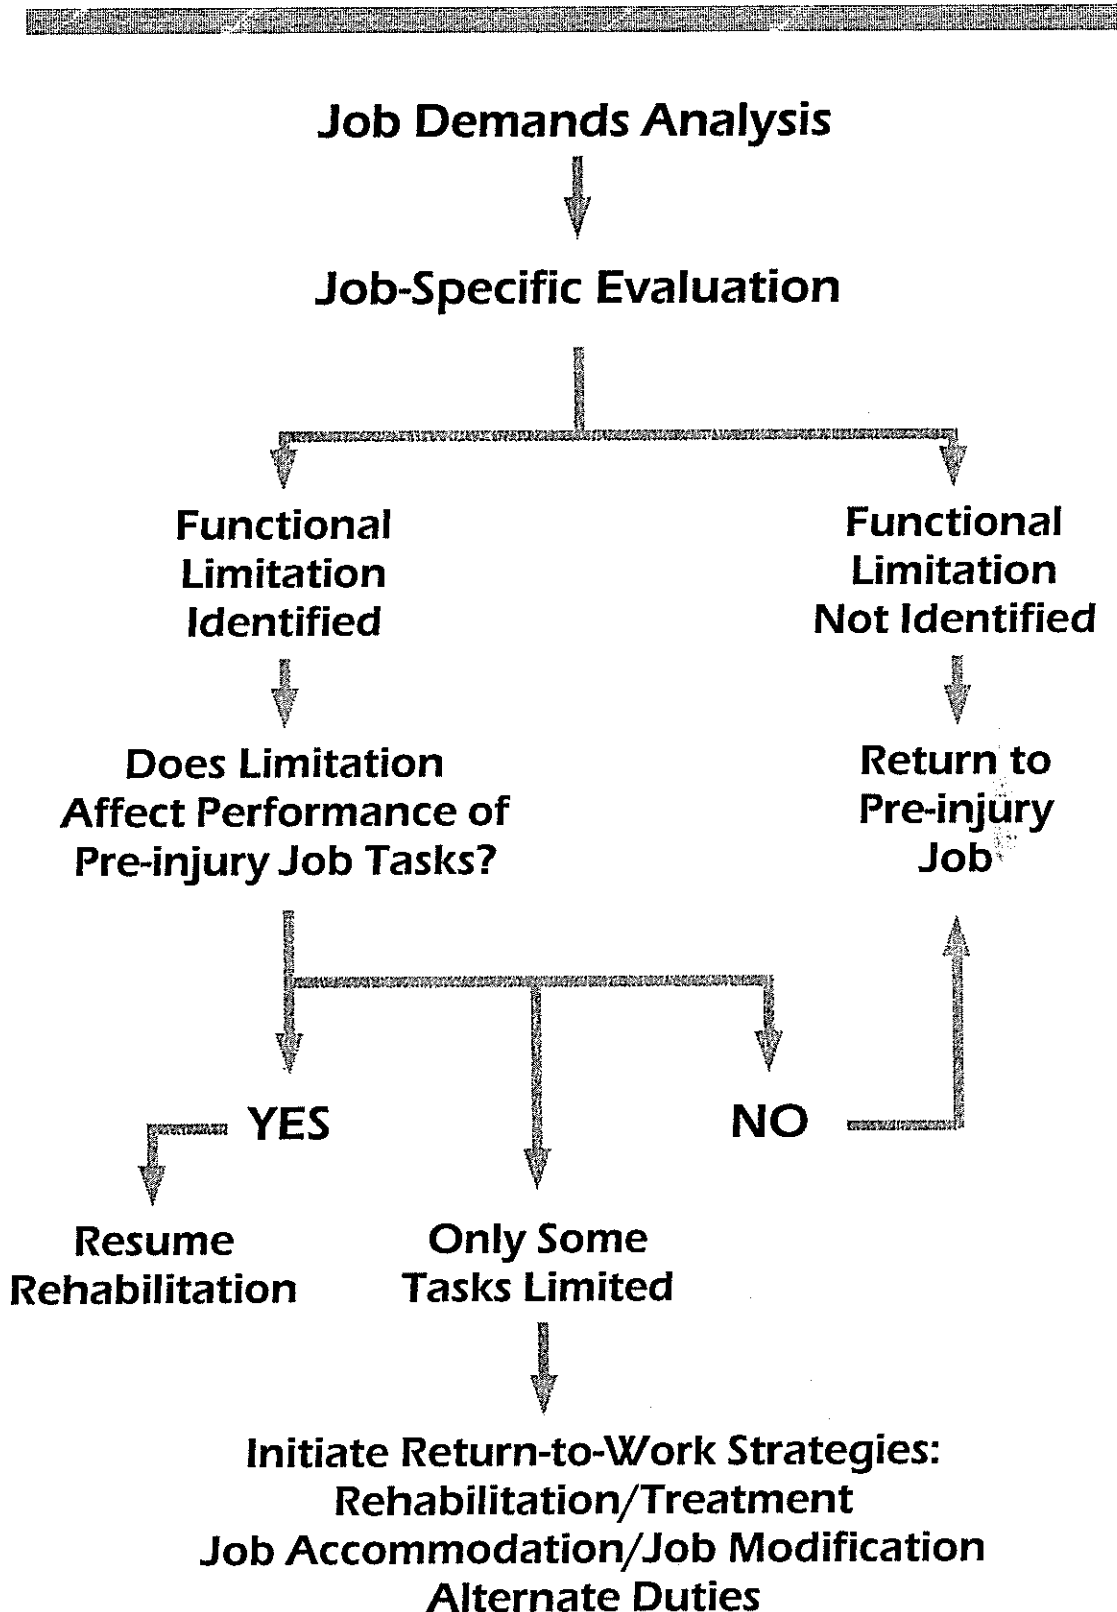 Job Demands Analysis
Job-Specific Evaluation
Functional
Limitation
Identified
Functional
Limitation
Not Identified
Does Limitation
Affect Performance of
Pre-injury Job Tasks?
Return to
Pre-injury
Job
YES
NO
Resume
Rehabilitation
Only Some
Tasks Limited
Initiate Return-to-Work Strategies:
Rehabilitation/Treatment
Job Accommodation/Job Modification
Alternate Duties